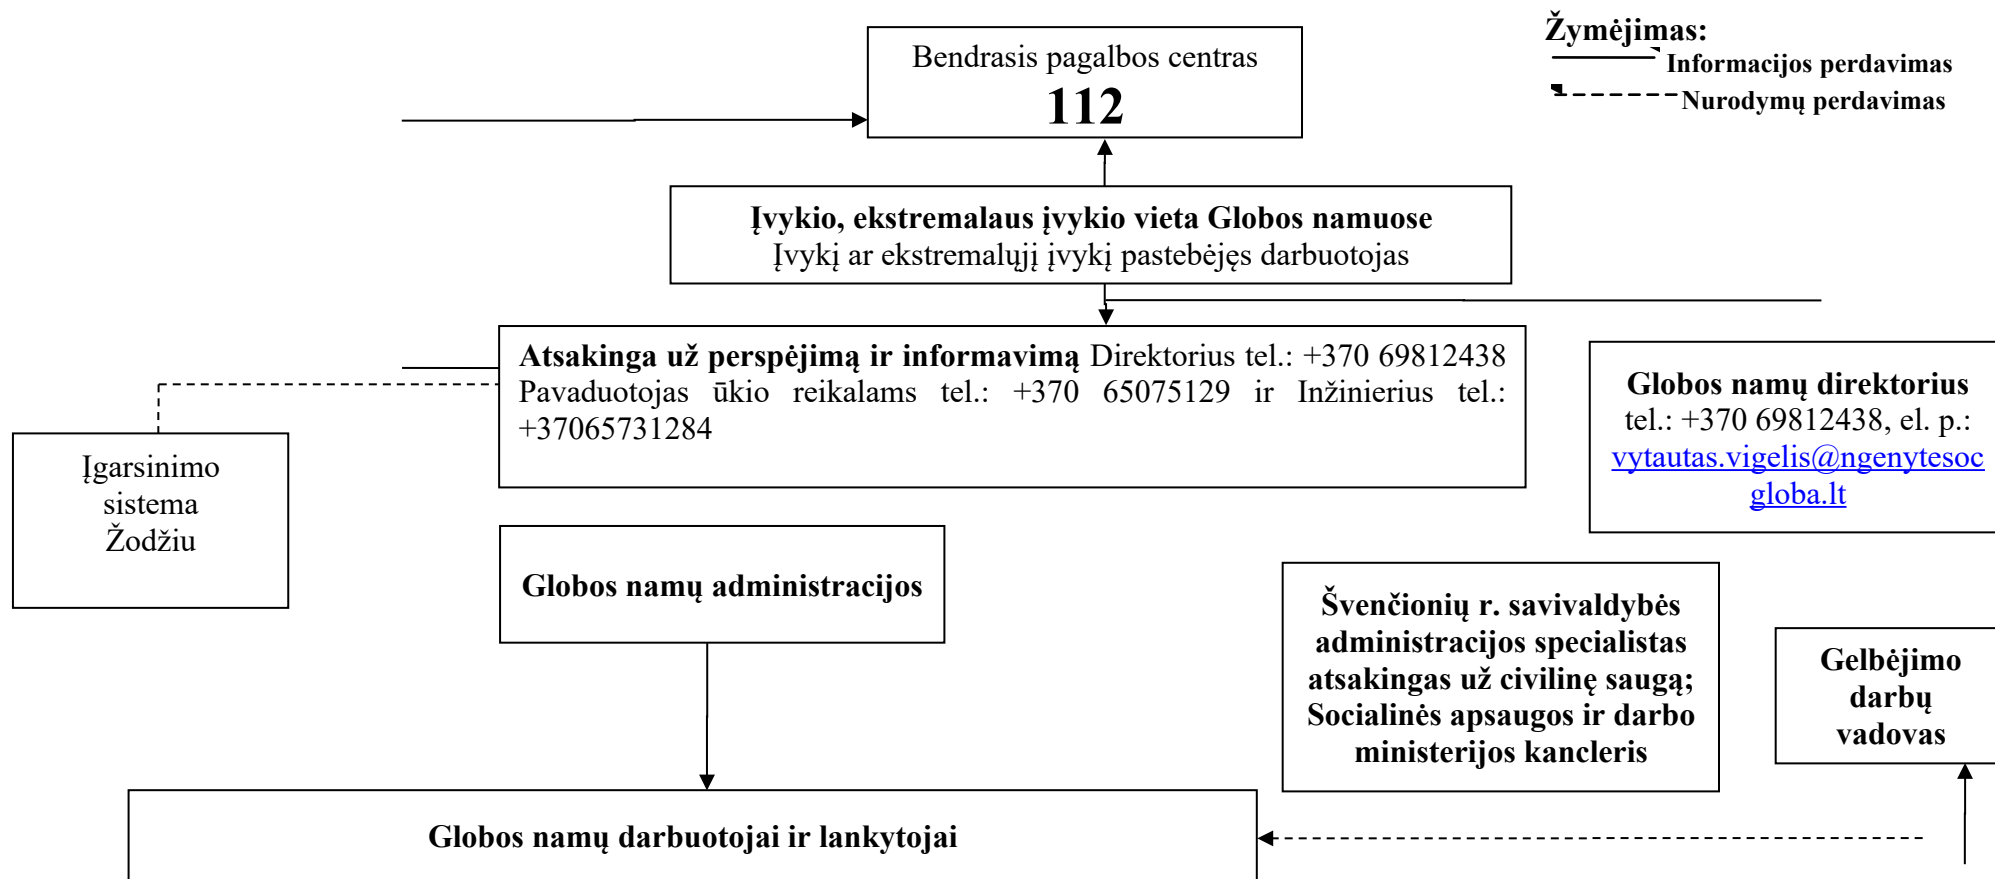 Žymėjimas:
Informacijos perdavimas
Nurodymų perdavimas
Bendrasis pagalbos centras
112
Įvykio, ekstremalaus įvykio vieta Globos namuose
Įvykį ar ekstremalųjį įvykį pastebėjęs darbuotojas
Atsakinga už perspėjimą ir informavimą Direktorius tel.: +370 69812438
Pavaduotojas ūkio reikalams tel.: +370 65075129 ir Inžinierius tel.:
+37065731284
Globos namų direktorius
tel.: +370 69812438, el. p.:
vytautas.vigelis@ngenytesoc
globa.lt
Įgarsinimo
sistema
Žodžiu
Globos namų administracijos
Švenčionių r. savivaldybės
administracijos specialistas
atsakingas už civilinę saugą;
Socialinės apsaugos ir darbo
ministerijos kancleris
Gelbėjimo
darbų
vadovas
Globos namų darbuotojai ir lankytojai